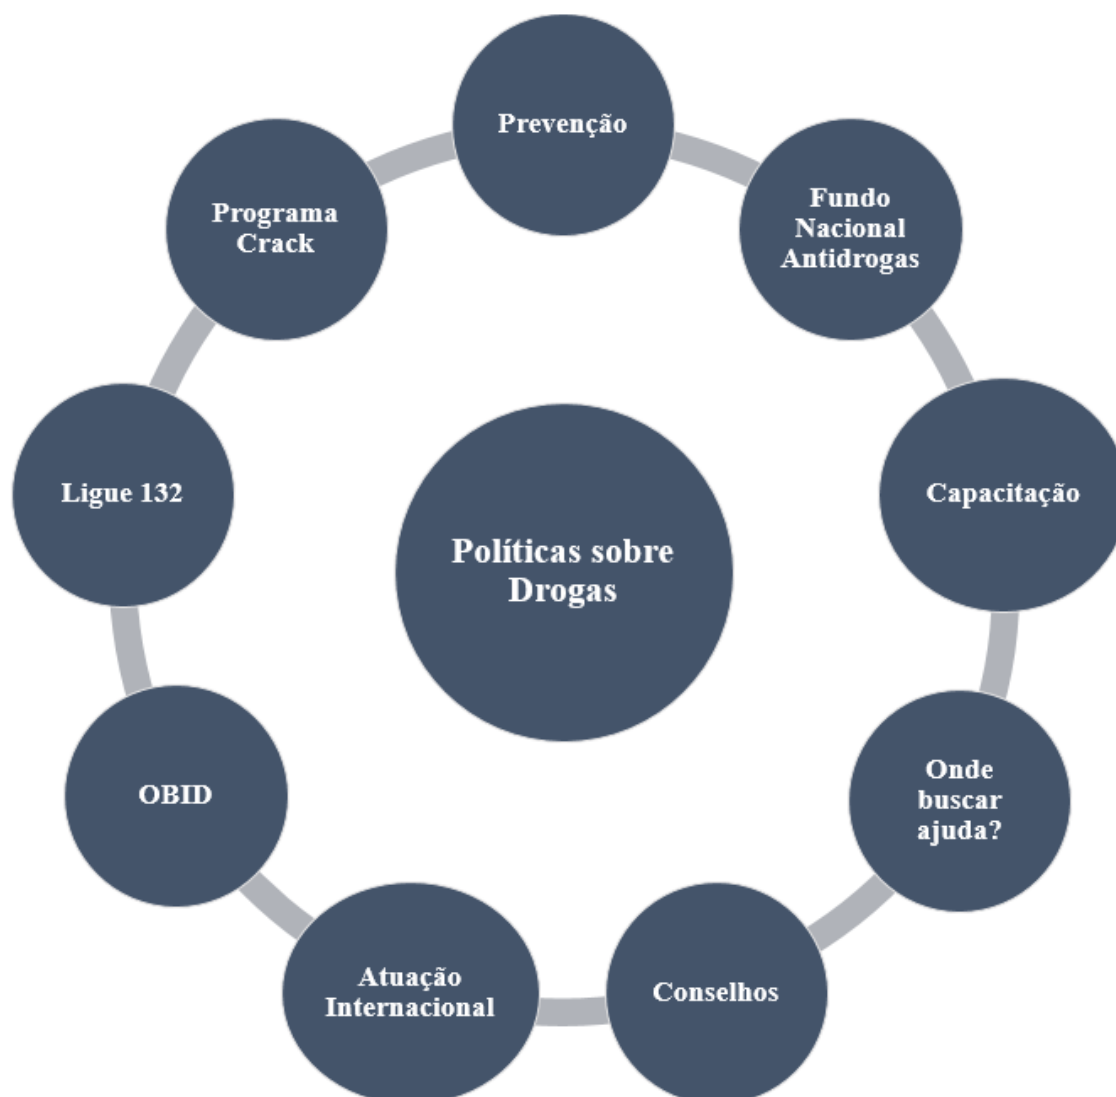 Prevenção
Fundo
Nacional
Antidrogas
Capacitação
Onde
buscar
ajuda?
Conselhos
Atuação
Internacional
OBID
Ligue 132
Programa
Crack
Políticas sobre
Drogas